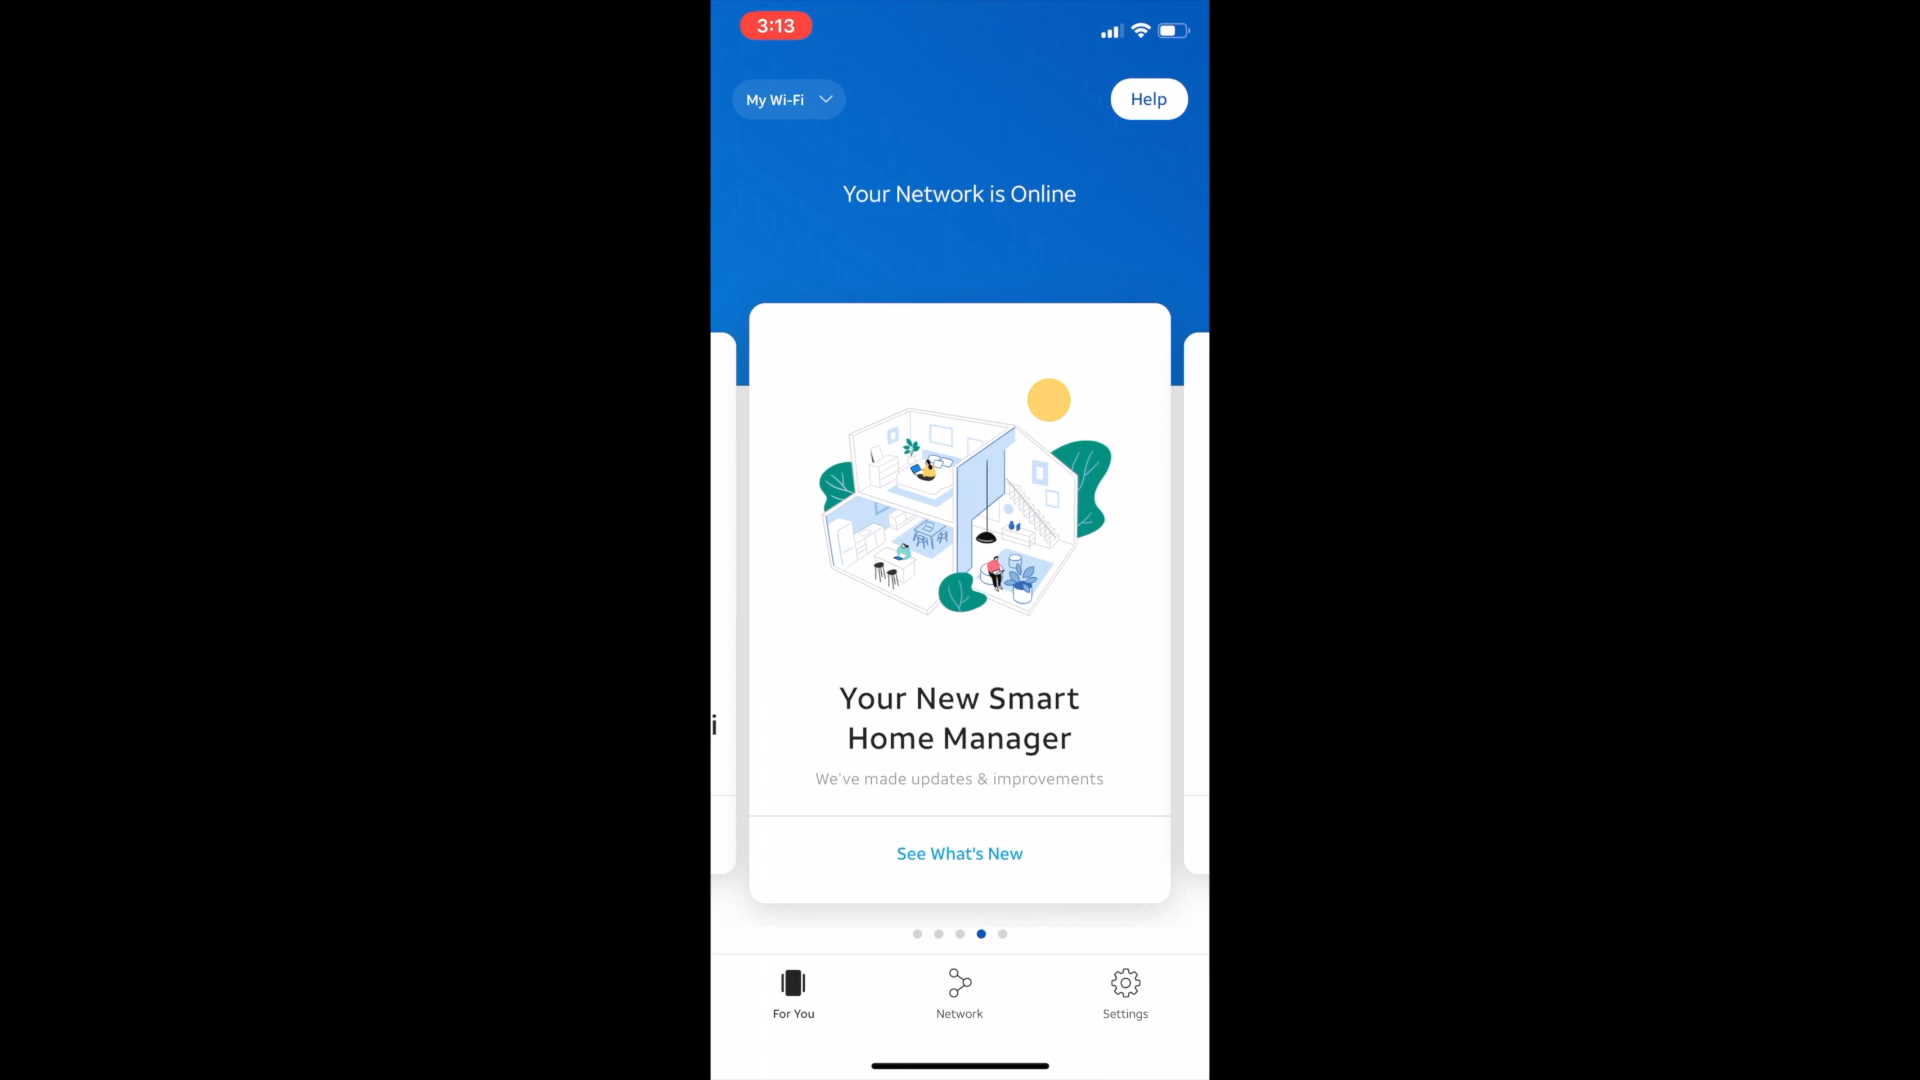 3:13
My Wi-Fi
Help
Your Network is Online
i
Your New Smart
Home Manager
We've made updates & improvements
See What's New
For You
Network
Settings